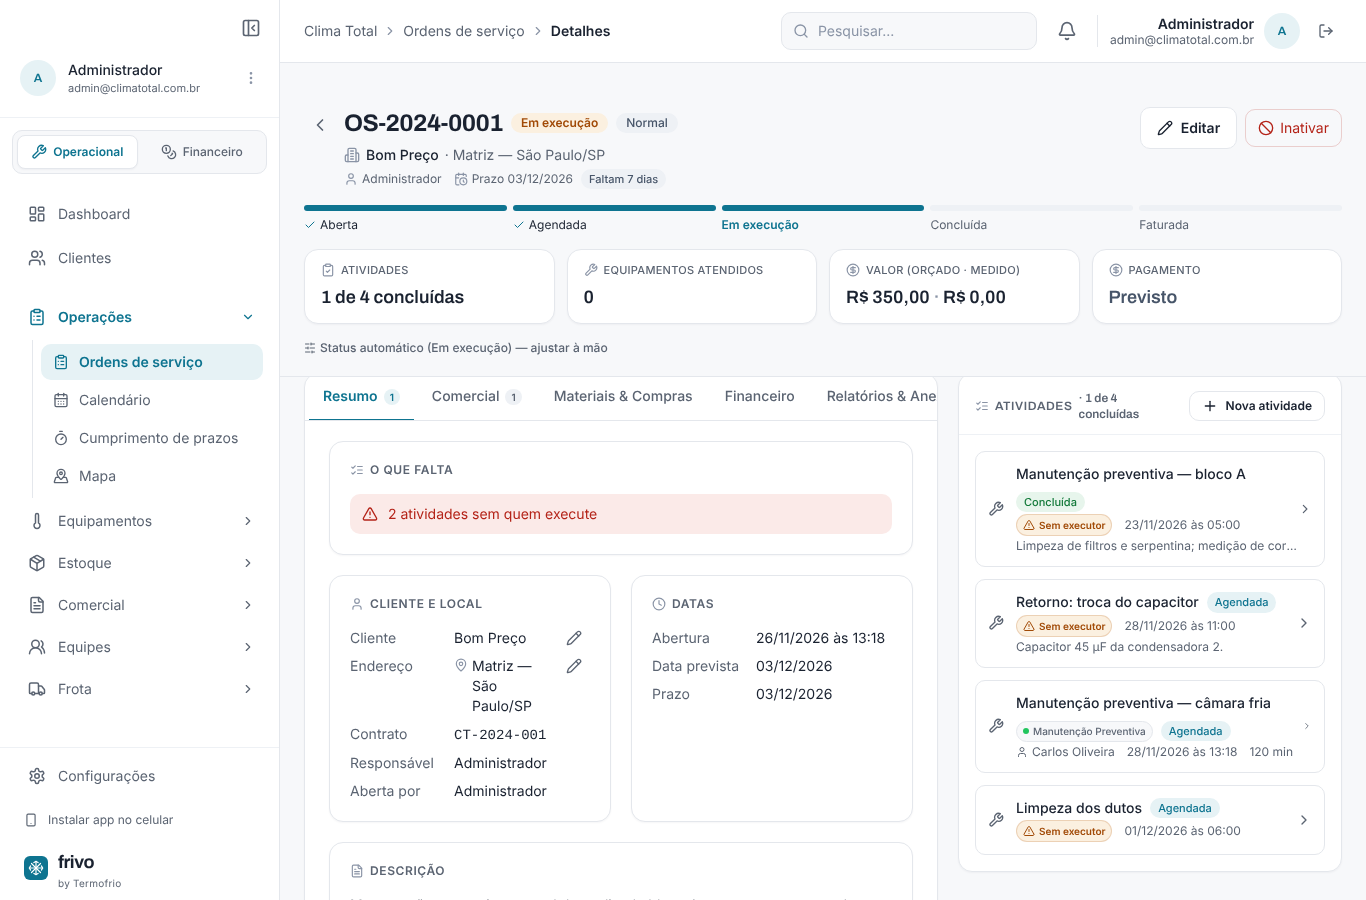 Administrador
admin@climatotal.com.br
Operacional
Financeiro
Dashboard
Clientes
Operações
Ordens de serviço
Calendário
Cumprimento de prazos
Mapa
Equipamentos
Estoque
Comercial
Equipes
Frota
Configurações
Instalar app no celular
frivo
by Termofrio
Clima Total > Ordens de serviço > Detalhes
Pesquisar...
Administrador
admin@climatotal.com.br
A
A
OS-2024-0001 Em execução Normal
Bom Preço · Matriz — São Paulo/SP
Administrador Prazo 03/12/2026 Faltam 7 dias
Editar
Inativar
Aberta
Agendada
Em execução
Concluída
Faturada
ATIVIDADES
1 de 4 concluídas
EQUIPAMENTOS ATENDIDOS
0
VALOR (ORÇADO · MEDIDO)
R$ 350,00 · R$ 0,00
PAGAMENTO
Previsto
Status automático (Em execução) — ajustar à mão
Resumo 1
Comercial 1
Materiais & Compras
Financeiro
Relatórios & Ane
O QUE FALTA
2 atividades sem quem execute
CLIENTE E LOCAL
Cliente Bom Preço
Endereço Matriz —
São
Paulo/SP
Contrato CT-2024-001
Responsável Administrador
Aberta por Administrador
DATAS
Abertura 26/11/2026 às 13:18
Data prevista 03/12/2026
Prazo 03/12/2026
DESCRIÇÃO
ATIVIDADES
· 1 de 4
concluídas
Nova atividade
Manutenção preventiva — bloco A
Concluída
Sem executor 23/11/2026 às 05:00
Limpeza de filtros e serpentina; medição de cor...
Retorno: troca do capacitor Agendada
Sem executor 28/11/2026 às 11:00
Capacitor 45 µF da condensadora 2.
Manutenção preventiva — câmara fria
Manutenção Preventiva Agendada
Carlos Oliveira 28/11/2026 às 13:18 120 min
Limpeza dos dutos Agendada
Sem executor 01/12/2026 às 06:00